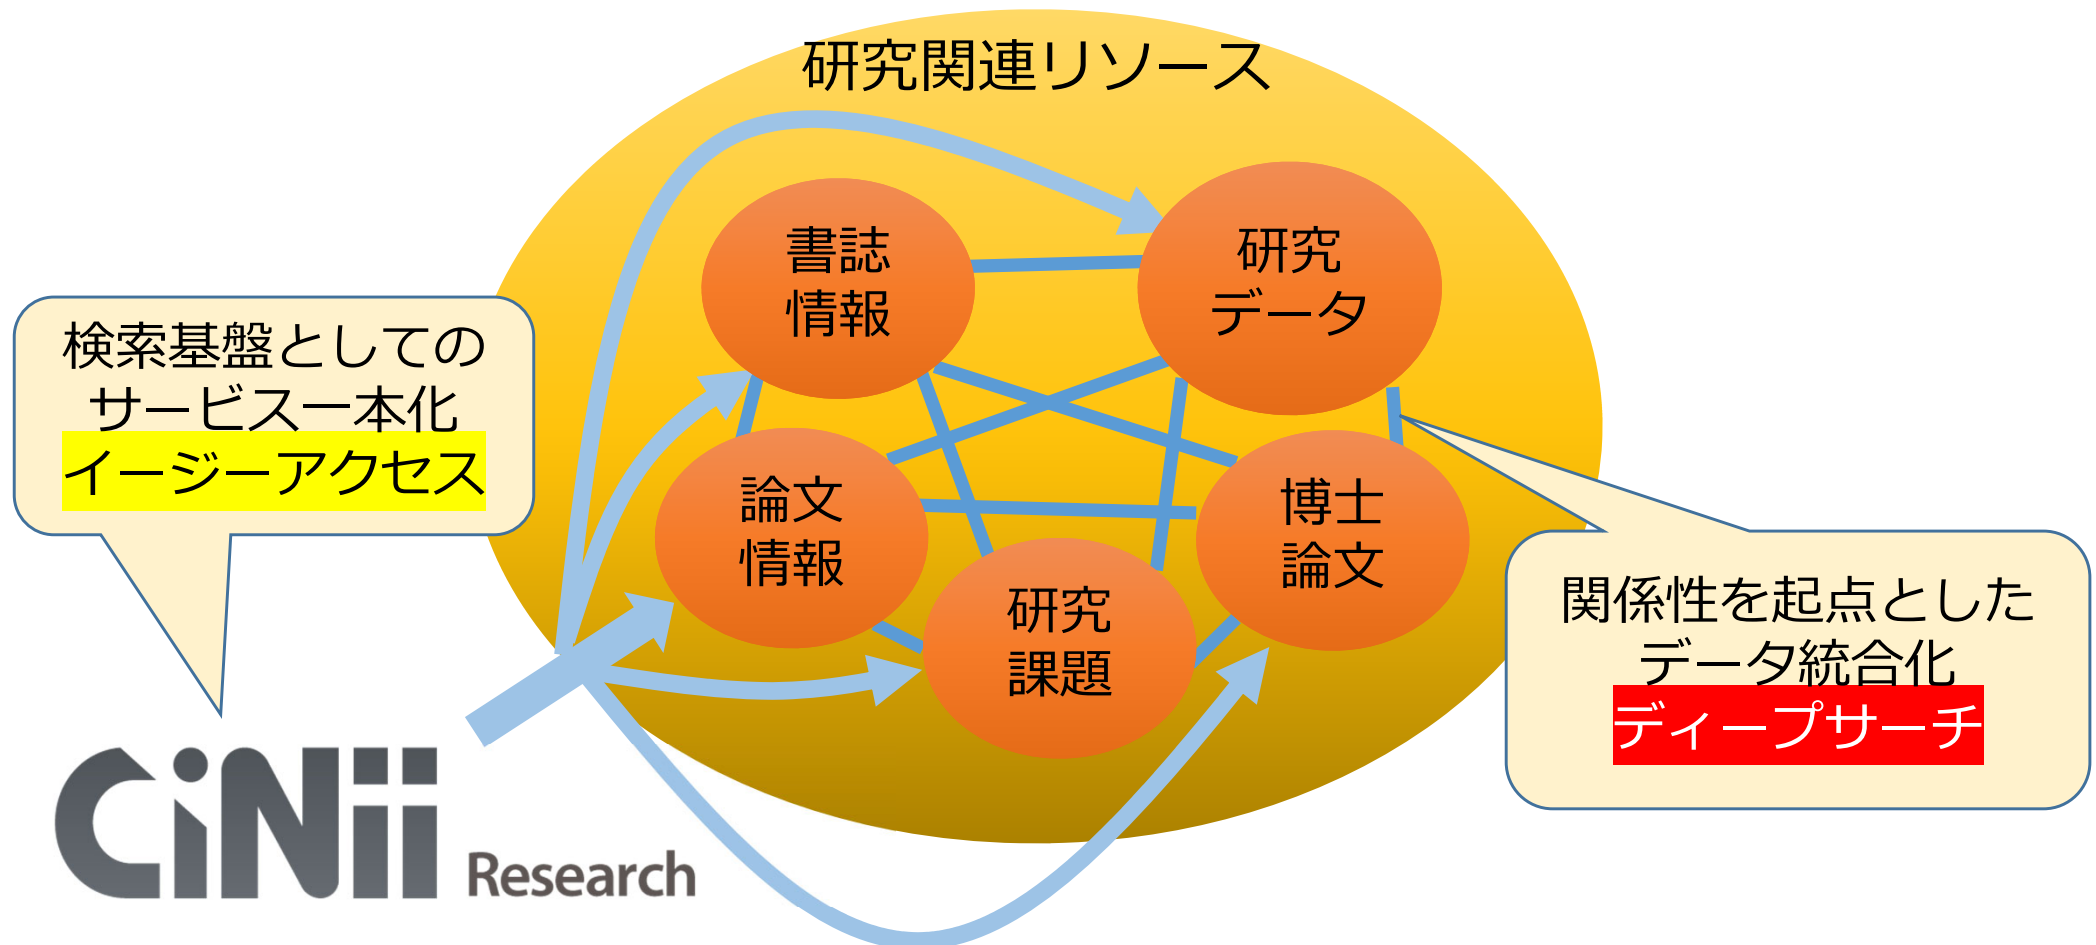 研究関連リソース
書誌
情報
研究
データ
検索基盤としての
サービス一本化
イージーアクセス
論文
情報
博士
論文
研究
課題
関係性を起点とした
データ統合化
ディープサーチ
CiNii Research